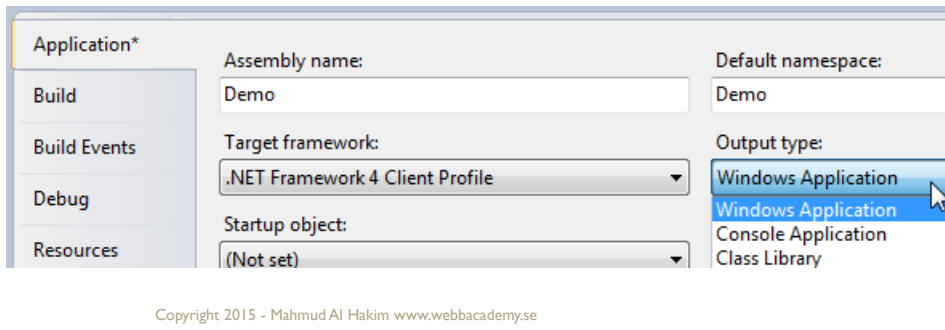 Application*
Build
Build Events
Debug
Resources
Assembly name:
Demo
Target framework:
.NET Framework 4 Client Profile
Startup object:
(Not set)
Default namespace:
Demo
Output type:
Windows Application
Windows Application
Console Application
Class Library
Copyright 2015 - Mahmud Al Hakim www.webbacademy.se